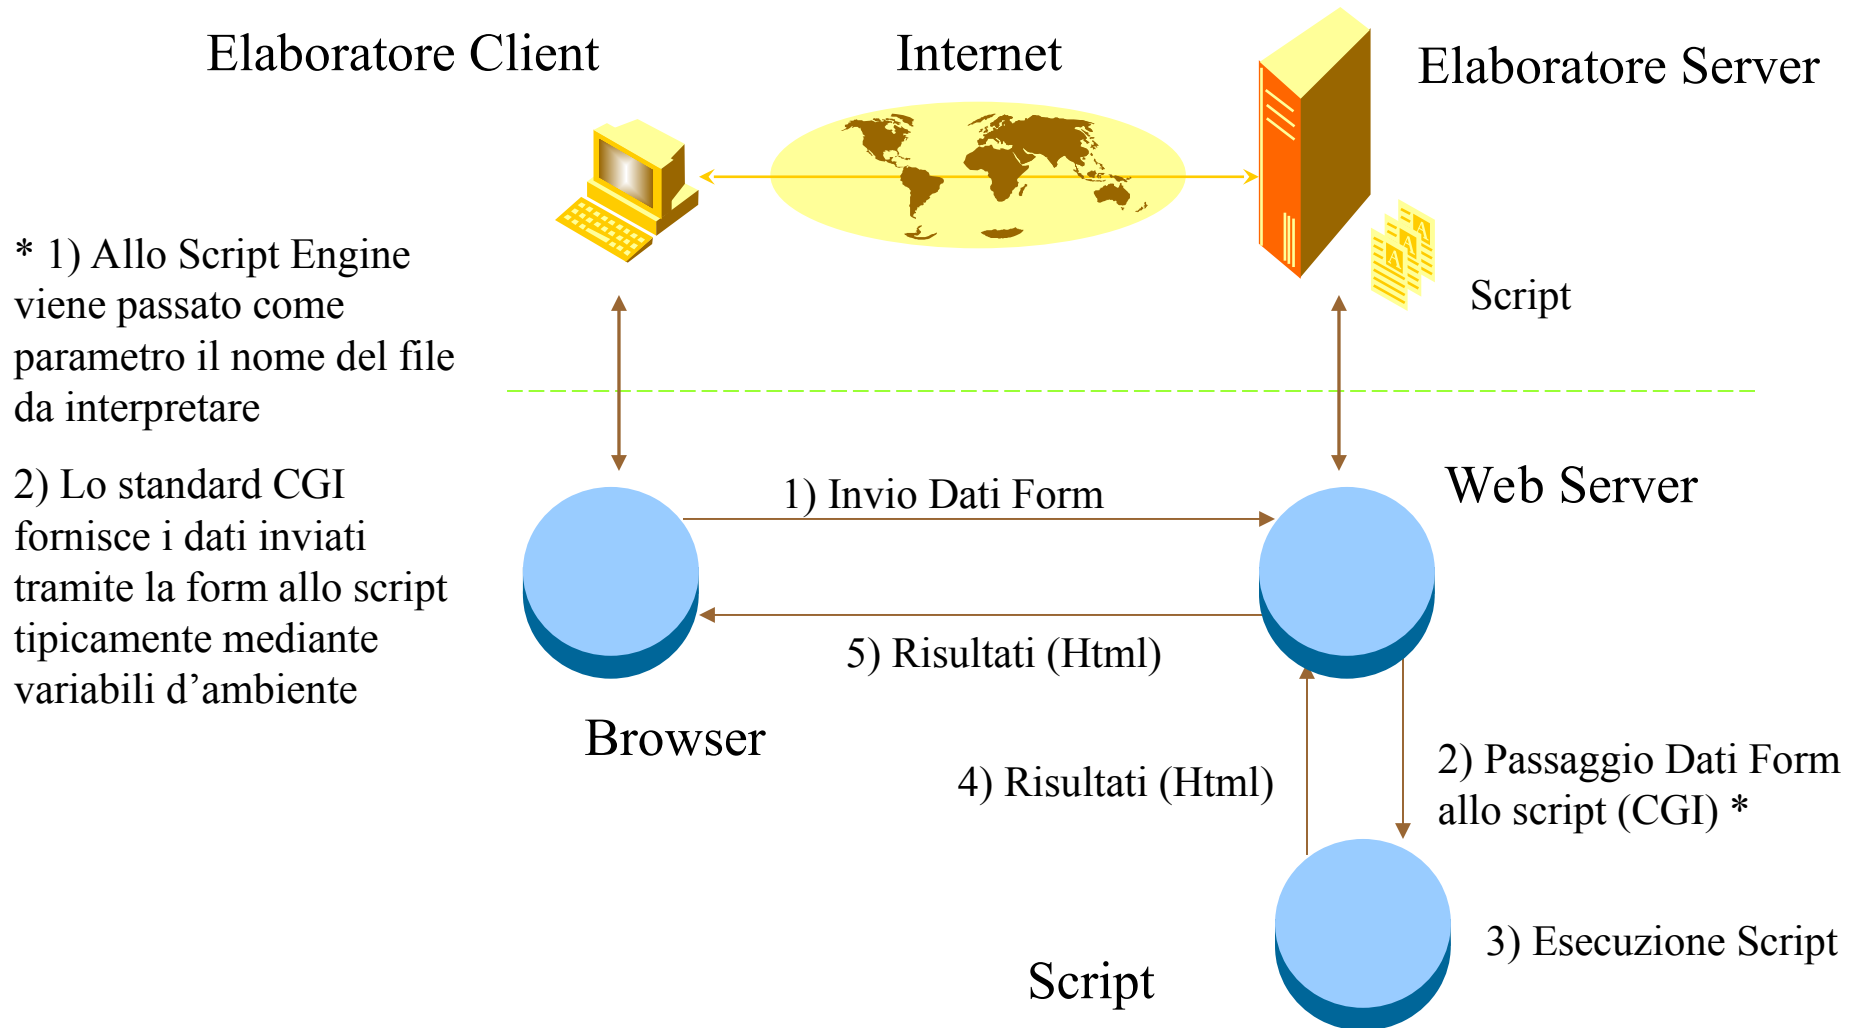 Elaboratore Client
Internet
Elaboratore Server
Script
* 1) Allo Script Engine
viene passato come
parametro il nome del file
da interpretare
2) Lo standard CGI
fornisce i dati inviati
tramite la form allo script
tipicamente mediante
variabili d’ambiente
1) Invio Dati Form
Web Server
5) Risultati (Html)
Browser
4) Risultati (Html)
2) Passaggio Dati Form
allo script (CGI) *
3) Esecuzione Script
Script
A
A
A